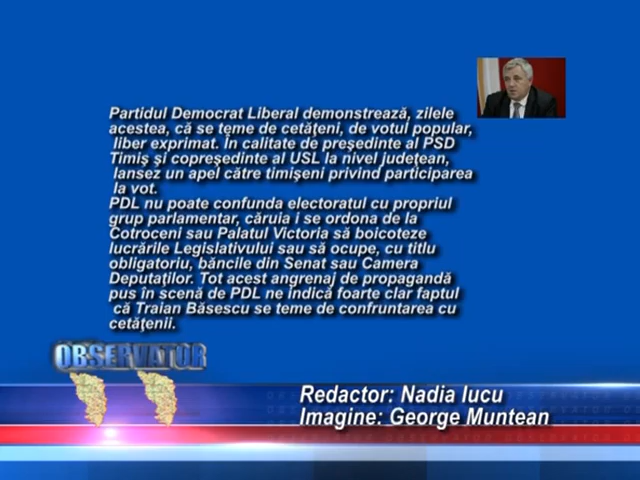 Partidul Democrat Liberal demonstrează, zilele
acestea, că se teme de cetăţeni, de votul popular,
liber exprimat. În calitate de preşedinte al PSD
Timiş şi copreşedinte al USL la nivel judeţean,
lansez un apel către timişeni privind participarea
la vot.
PDL nu poate confunda electoratul cu propriul
grup parlamentar, căruia i se ordona de la
Cotroceni sau Palatul Victoria să boicoteze
lucrările Legislativului sau să ocupe, cu titlu
obligatoriu, băncile din Senat sau Camera
Deputaţilor. Tot acest angrenaj de propagandă
pus în scenă de PDL ne indică foarte clar faptul
că Traian Băsescu se teme de confruntarea cu
cetăţenii.
OBSERVATOR
Redactor: Nadia Iucu
Imagine: George Muntean